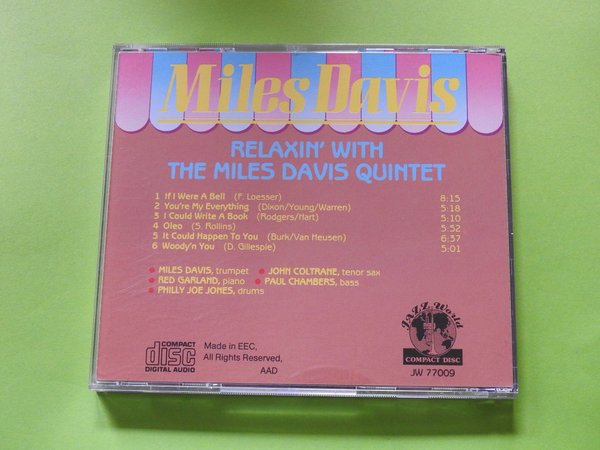 Miles Davis
RELAXIN' WITH
THE MILES DAVIS QUINTET
1 If I Were A Bell (F. Loesser) 8:15
2 You're My Everything (Dixon/Young/Warren) 5:18
3 I Could Write A Book (Rodgers/Hart) 5:10
4 Oleo (S. Rollins) 5:52
5 It Could Happen To You (Burk/Van Heusen) 6:37
6 Woody'n You (D. Gillespie) 5:01
MILES DAVIS, trumpet • JOHN COLTRANE, tenor sax
• RED GARLAND, piano • PAUL CHAMBERS, bass
• PHILLY JOE JONES, drums
COMPACT
disc
DIGITAL AUDIO
Made in EEC,
All Rights Reserved,
AAD
JAZZ World
COMPACT DISC
JW 77009